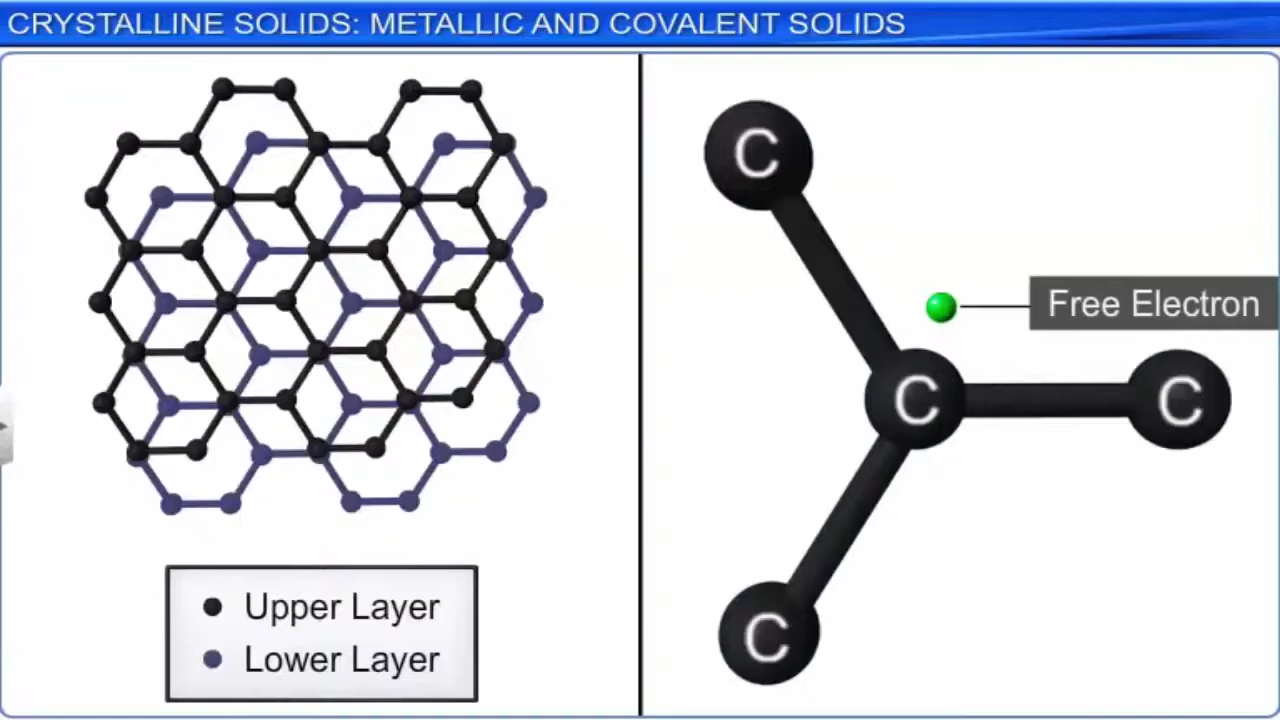 CRYSTALLINE SOLIDS: METALLIC AND COVALENT SOLIDS
Upper Layer
Lower Layer
C
Free Electron
C
C
C